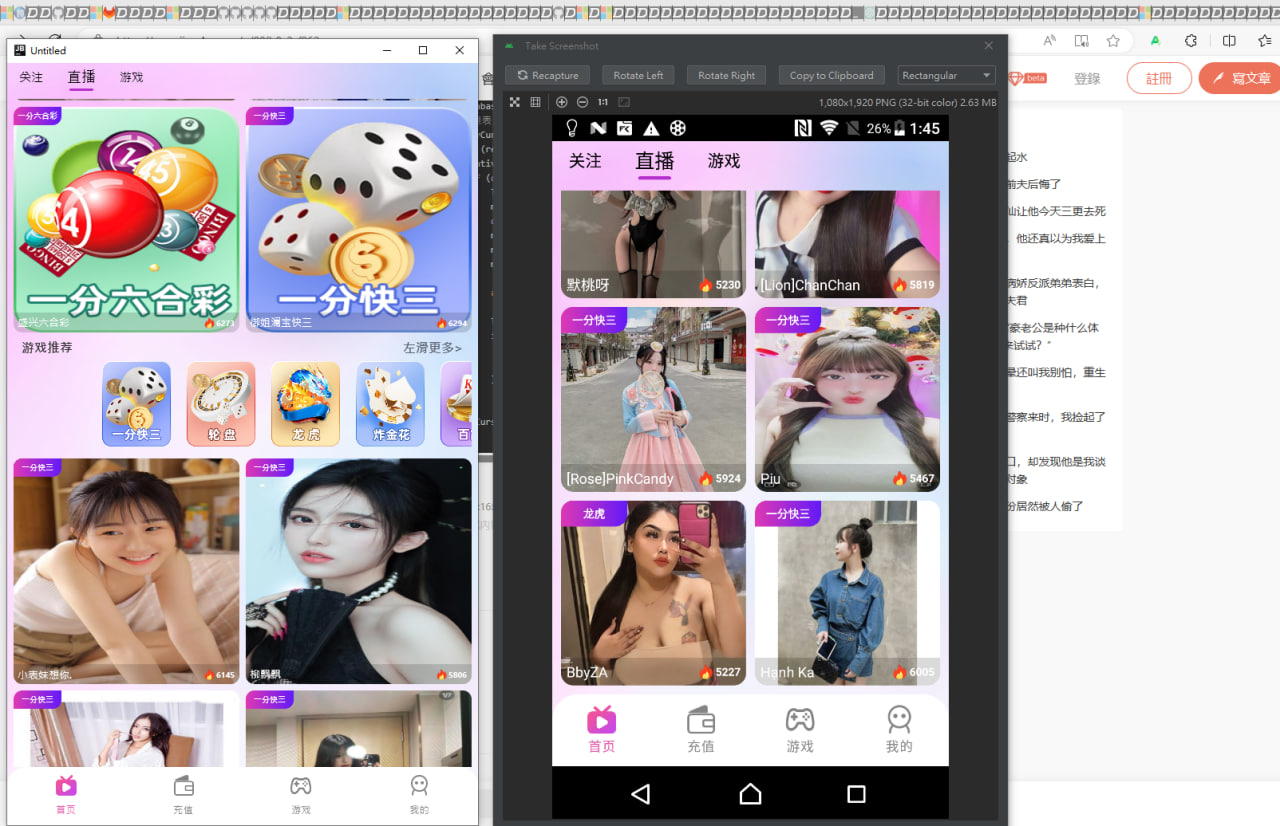 Untitled
关注 直播 游戏
一分六合彩
一分快三
45
4
3
BINGO
BINGO
8
一分六合彩
一分快三
盛兴六合彩 6273
御姐澜宝快三 6294
游戏推荐 左滑更多>
一分快三 轮盘 龙虎 炸金花 百
一分快三
一分快三
小表妹想你. 6145
柳飘飘 5806
一分快三
一分快三
首页 充值 游戏 我的
Take Screenshot
Recapture Rotate Left Rotate Right Copy to Clipboard Rectangular
1:1 1,080x1,920 PNG (32-bit color) 2.63 MB
26% 1:45
关注 直播 游戏
默桃呀 5230
[Lion]ChanChan 5819
一分快三
一分快三
[Rose]PinkCandy 5924
Piu 5467
龙虎
一分快三
BbyZA 5227
Hanh Ka 6005
首页 充值 游戏 我的
beta 登錄 註冊 寫文章
起水
前夫后悔了
仙让他今天三更去死
他还真以为我爱上
病娇反派弟弟表白，
夫君
豪老公是种什么体
来试试？"
还叫我别怕，重生
警察来时，我捡起了
口，却发现他是我谈
对象
份居然被人偷了